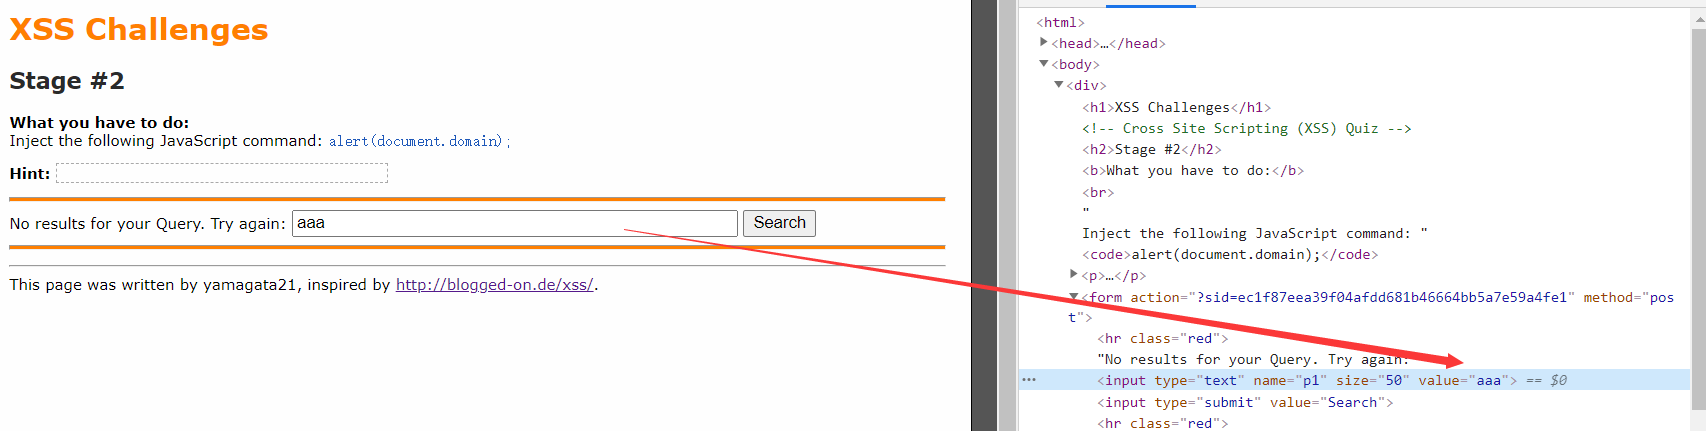 XSS Challenges
Stage #2
What you have to do:
Inject the following JavaScript command: alert(document.domain);
Hint:
No results for your Query. Try again: aaa Search
This page was written by yamagata21, inspired by http://blogged-on.de/xss/.
<html>
<head>…</head>
<body>
<div>
<h1>XSS Challenges</h1>
<!-- Cross Site Scripting (XSS) Quiz -->
<h2>Stage #2</h2>
<b>What you have to do:</b>
<br>
"
Inject the following JavaScript command: "
<code>alert(document.domain);</code>
<p>…</p>
<form action="?sid=ec1f87eea39f04afdd681b46664bb5a7e59a4fe1" method="pos
t">
<hr class="red">
"No results for your Query. Try again: "
<input type="text" name="p1" size="50" value="aaa"> == $0
<input type="submit" value="Search">
<hr class="red">